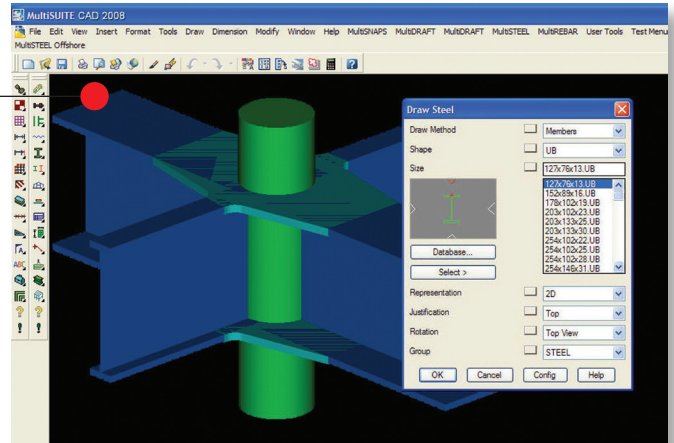 MultiSUITE CAD 2008
File Edit View Insert Format Tools Draw Dimension Modify Window Help MultiSNAPS MultiDRAFT MultiDRAFT MultiSTEEL MultiREBAR User Tools Test Menu
MultiSTEEL Offshore
ABC
Draw Steel
Draw Method Members
Shape UB
Size 127x76x13.UB
127x76x13.UB
152x89x16.UB
178x102x19.UB
203x102x23.UB
203x133x25.UB
203x133x30.UB
254x102x22.UB
254x102x25.UB
254x102x28.UB
254x146x31.UB
Database...
Select >
Representation 2D
Justification Top
Rotation Top View
Group STEEL
OK Cancel Config Help